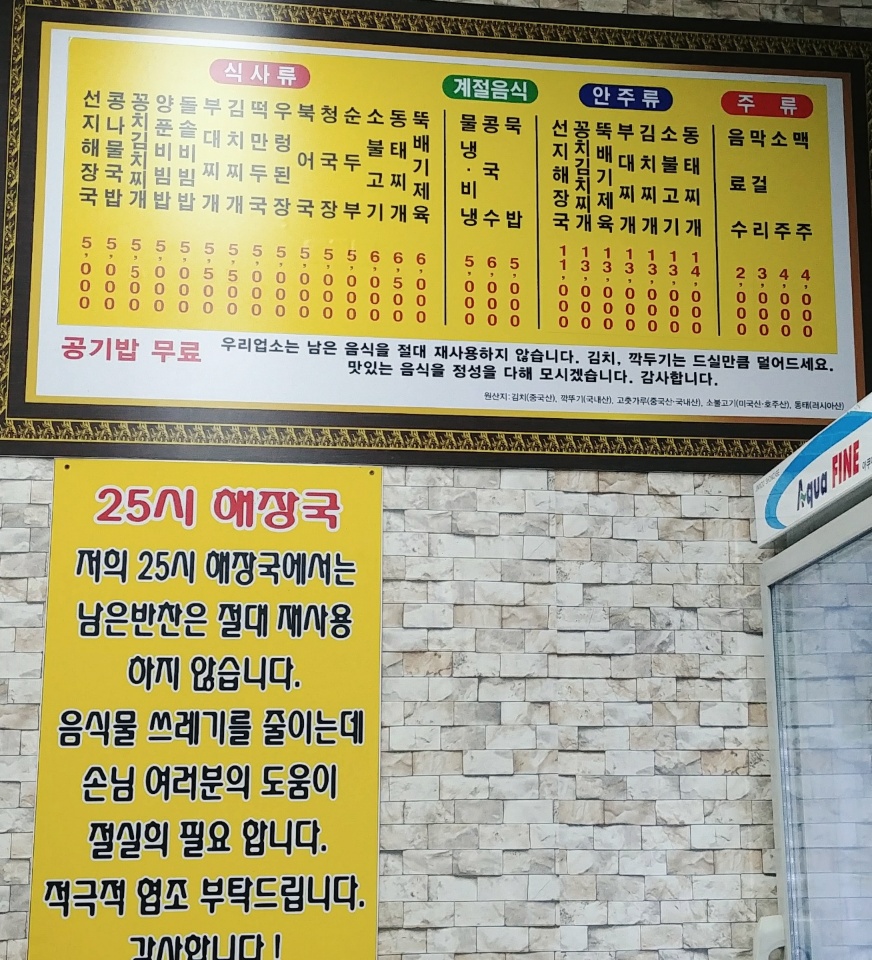 식사류
선지해장국 5,000
콩나물국밥 5,000
꽁치김치찌개 5,500
양푼비빔밥 5,000
돌솥비빔밥 5,000
부대찌개 5,500
김치찌개 5,500
떡만두국 5,000
우렁된장 5,000
북어국 5,000
청국장 5,000
순두부 5,000
소불고기 6,000
동태찌개 6,500
뚝배기제육 6,000
계절음식
물냉·비냉 5,000
콩국수 6,000
묵밥 5,000
안주류
선지해장국 11,000
꽁치김치찌개 13,000
뚝배기제육 13,000
부대찌개 13,000
김치찌개 13,000
소불고기 13,000
동태찌개 14,000
주류
음료수 2,000
막걸리 3,000
소주 4,000
맥주 4,000
공기밥 무료
우리업소는 남은 음식을 절대 재사용하지 않습니다. 김치, 깍두기는 드실만큼 덜어드세요.
맛있는 음식을 정성을 다해 모시겠습니다. 감사합니다.
원산지: 김치(중국산), 깍뚜기(국내산), 고춧가루(중국산-국내산), 소불고기(미국산-호주산), 동태(러시아산)
Aqua FINE
25시 해장국
저희 25시 해장국에서는
남은반찬은 절대 재사용
하지 않습니다.
음식물 쓰레기를 줄이는데
손님 여러분의 도움이
절실희 필요 합니다.
적극적 협조 부탁드립니다.
감사합니다!